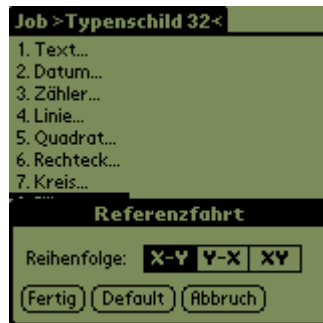 Job >Typenschild 32<
1. Text...
2. Datum...
3. Zähler...
4. Linie...
5. Quadrat...
6. Rechteck...
7. Kreis...
Referenzfahrt
Reihenfolge: X-Y Y-X XY
Fertig Default Abbruch